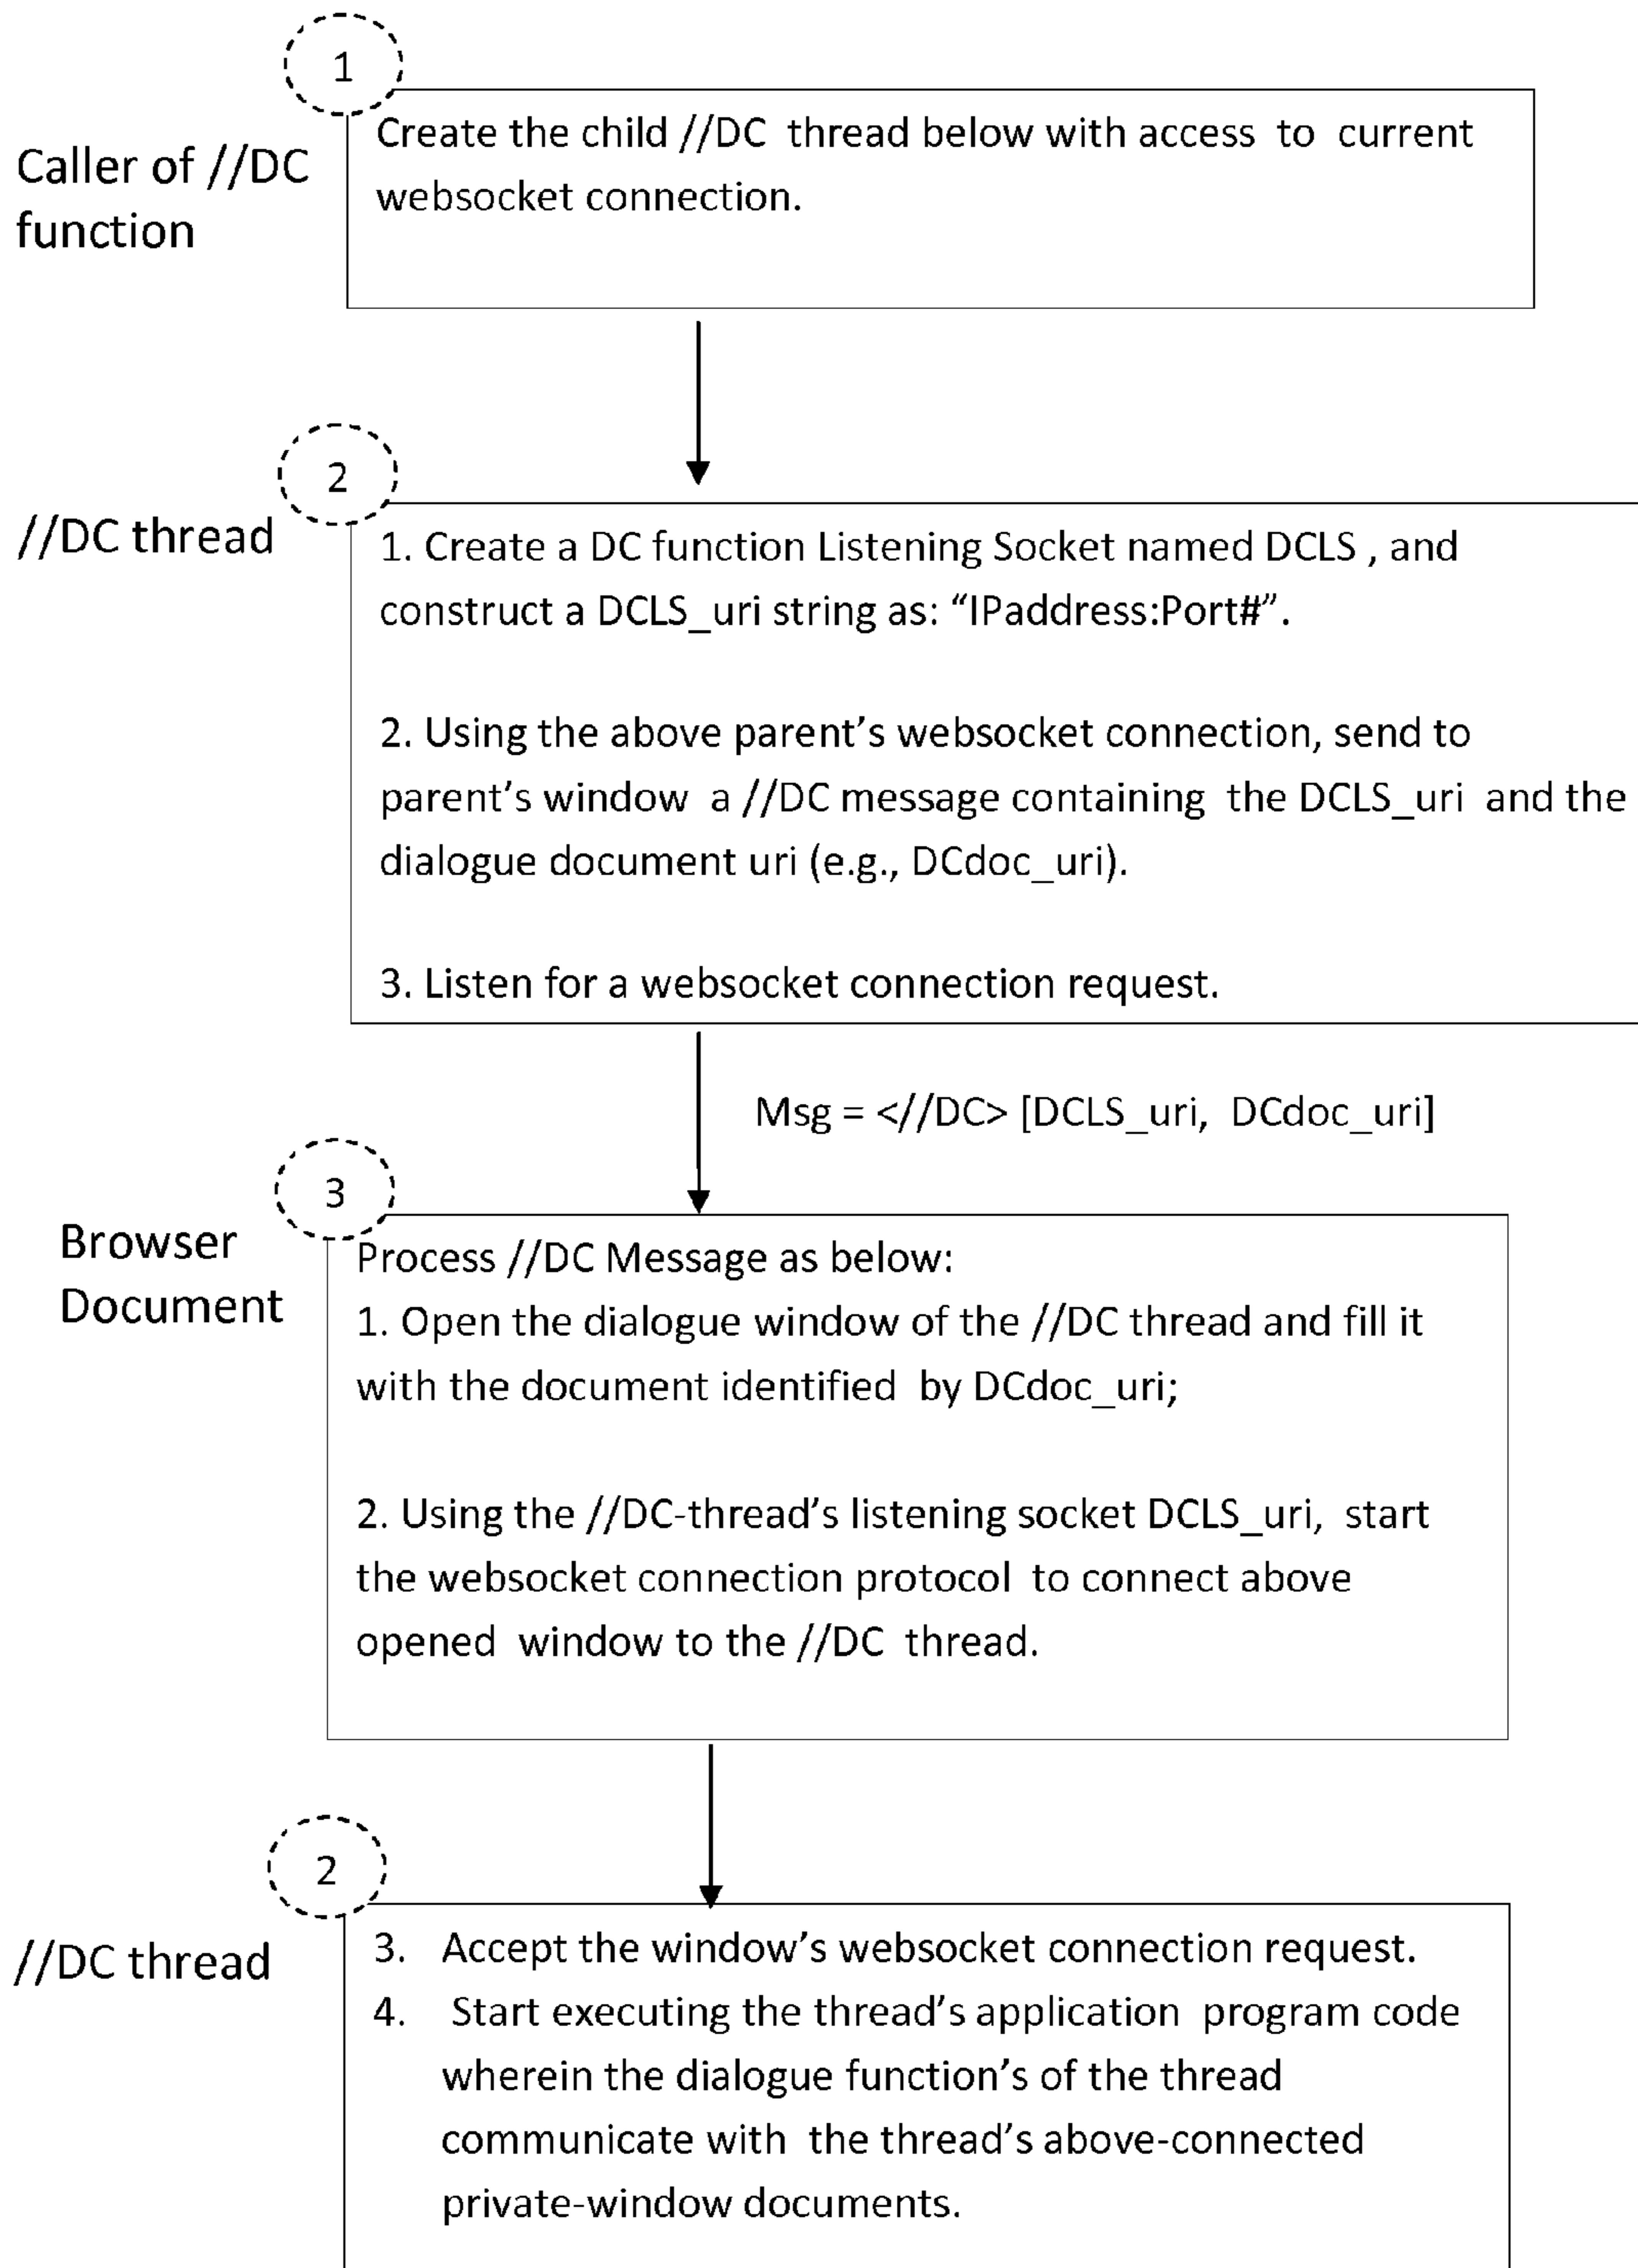 1
Caller of //DC
function
Create the child //DC thread below with access to current
websocket connection.
2
//DC thread
1. Create a DC function Listening Socket named DCLS , and
construct a DCLS_uri string as: “IPaddress:Port#”.
2. Using the above parent’s websocket connection, send to
parent’s window a //DC message containing the DCLS_uri and the
dialogue document uri (e.g., DCdoc_uri).
3. Listen for a websocket connection request.
Msg = <//DC> [DCLS_uri, DCdoc_uri]
3
Browser
Document
Process //DC Message as below:
1. Open the dialogue window of the //DC thread and fill it
with the document identified by DCdoc_uri;
2. Using the //DC-thread’s listening socket DCLS_uri, start
the websocket connection protocol to connect above
opened window to the //DC thread.
2
//DC thread
3. Accept the window’s websocket connection request.
4. Start executing the thread’s application program code
wherein the dialogue function’s of the thread
communicate with the thread’s above-connected
private-window documents.